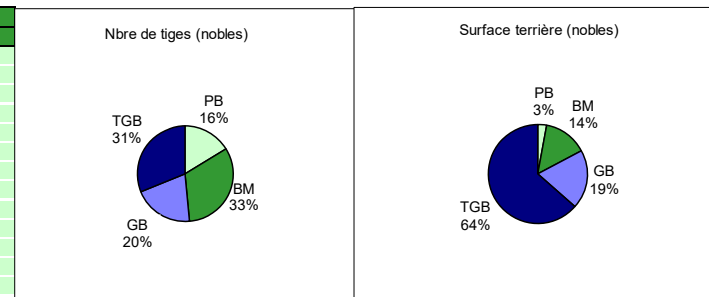 Nbre de tiges (nobles)
PB
16%
BM
33%
GB
20%
TGB
31%
Surface terrière (nobles)
PB
3%
BM
14%
GB
19%
TGB
64%